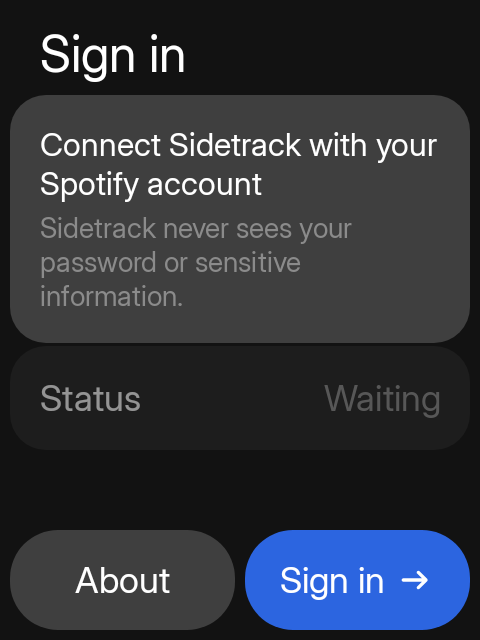 Sign in
Connect Sidetrack with your
Spotify account
Sidetrack never sees your
password or sensitive
information.
Status Waiting
About Sign in →